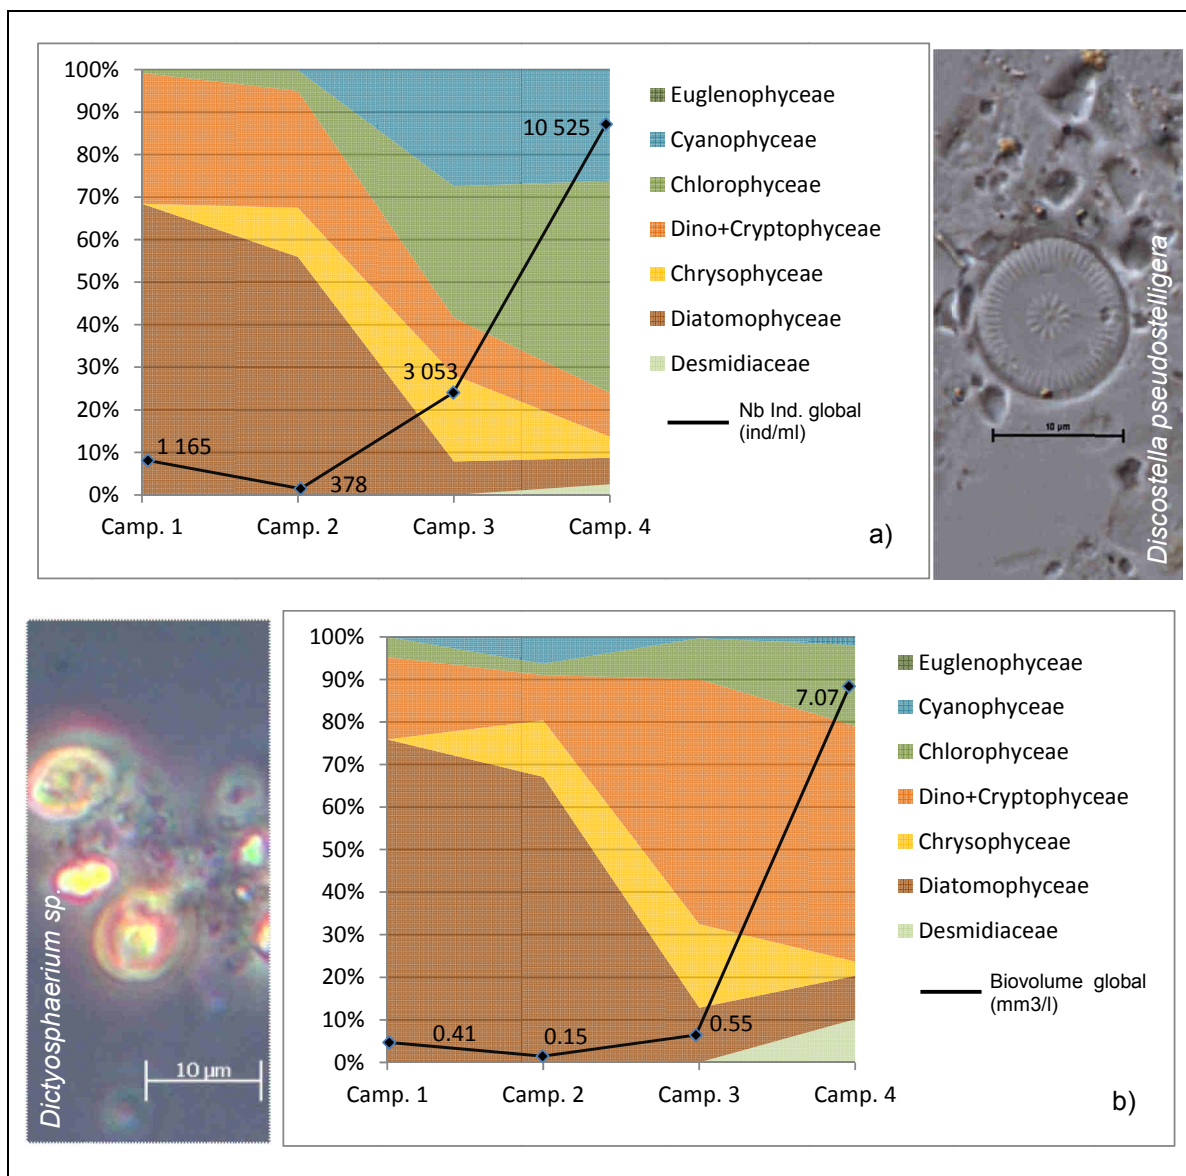 100%
90%
80%
70%
60%
50%
40%
30%
20%
10%
0%
10 525
3 053
1 165
378
Camp. 1
Camp. 2
Camp. 3
Camp. 4
Euglenophyceae
Cyanophyceae
Chlorophyceae
Dino+Cryptophyceae
Chrysophyceae
Diatomophyceae
Desmidiaceae
Nb Ind. global
(ind/ml)
a)
10 µm
Discostella pseudostelligera
Dictyosphaerium sp.
10 µm
100%
90%
80%
70%
60%
50%
40%
30%
20%
10%
0%
7.07
0.41
0.15
0.55
Camp. 1
Camp. 2
Camp. 3
Camp. 4
Euglenophyceae
Cyanophyceae
Chlorophyceae
Dino+Cryptophyceae
Chrysophyceae
Diatomophyceae
Desmidiaceae
Biovolume global
(mm3/l)
b)